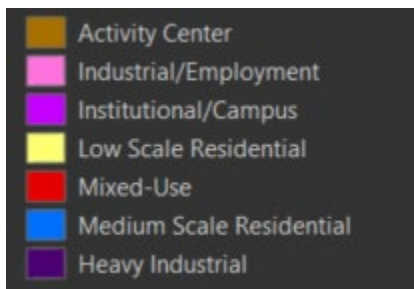 Activity Center
Industrial/Employment
Institutional/Campus
Low Scale Residential
Mixed-Use
Medium Scale Residential
Heavy Industrial